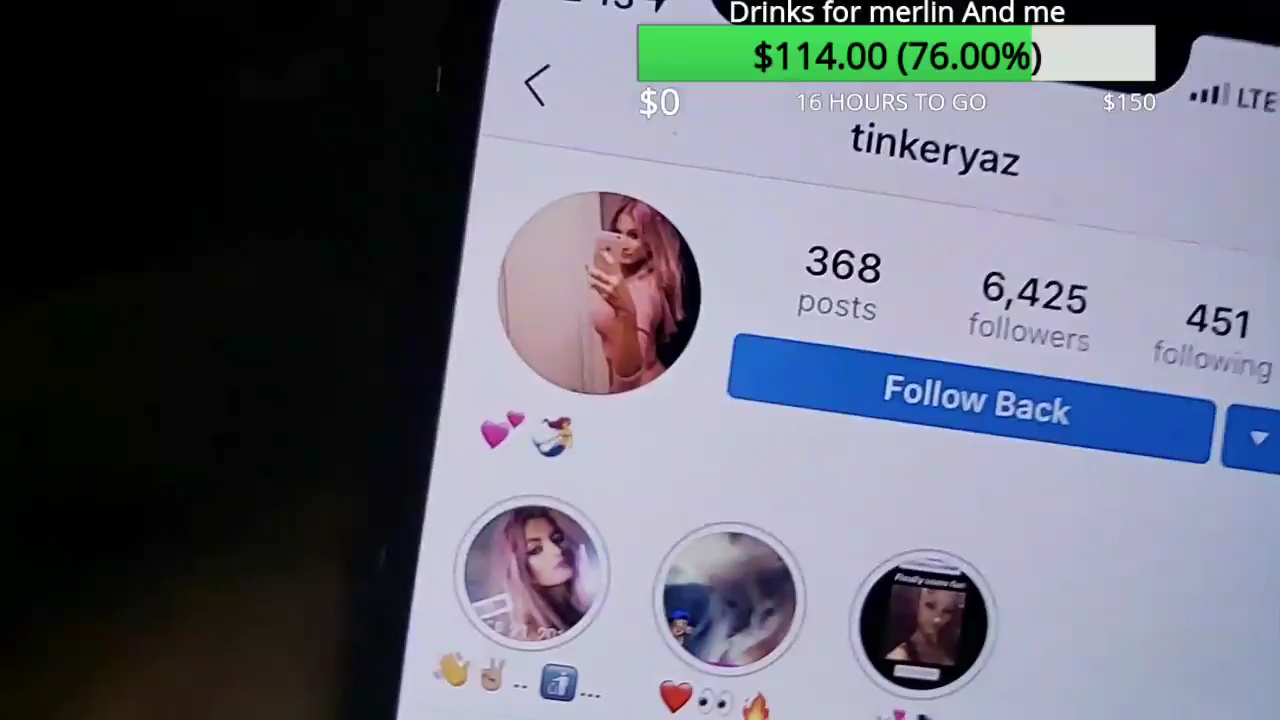 Drinks for merlin And me
$114.00 (76.00%)
$0 16 HOURS TO GO $150
LTE
tinkeryaz
368 6,425 451
posts followers following
Follow Back